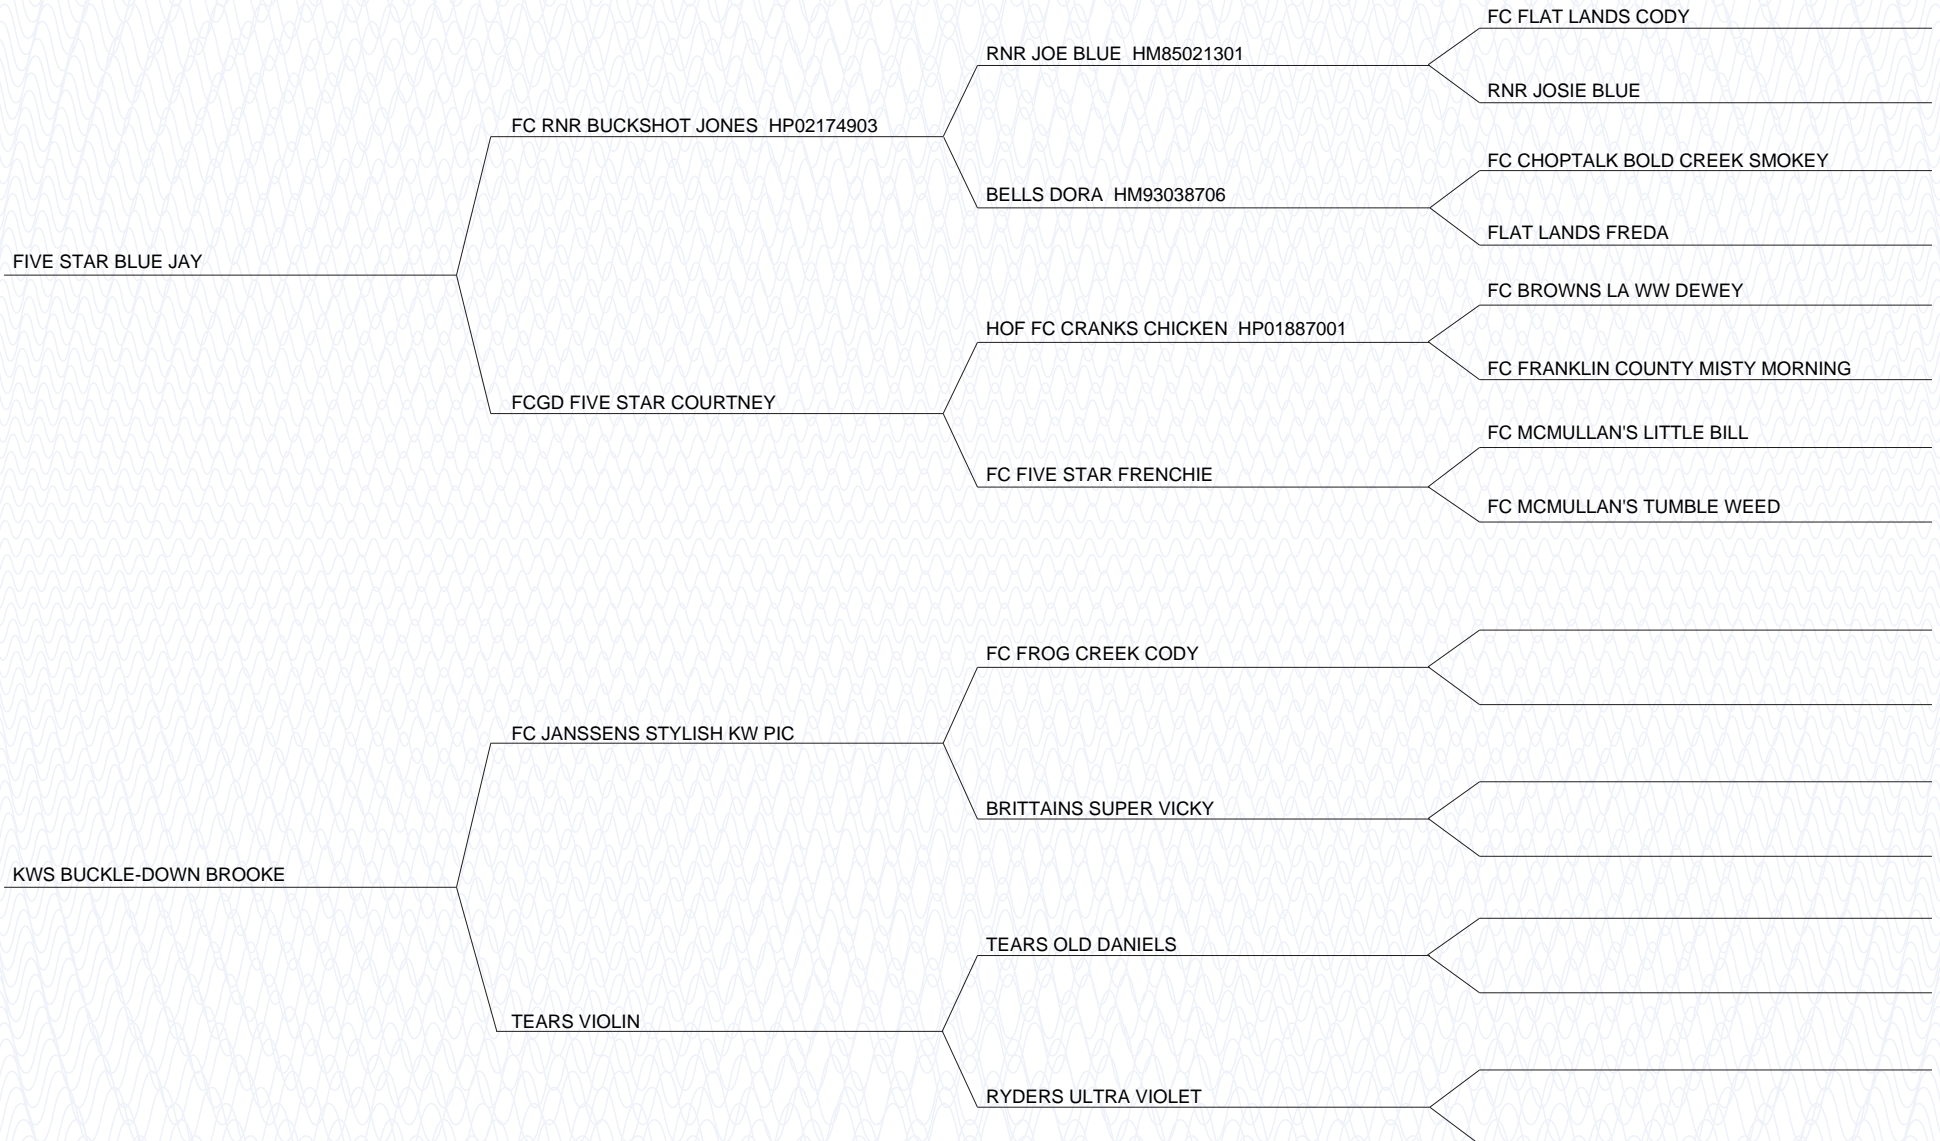 FC FLAT LANDS CODY
RNR JOE BLUE  HM85021301
RNR JOSIE BLUE
FC RNR BUCKSHOT JONES  HP02174903
FC CHOPTALK BOLD CREEK SMOKEY
BELLS DORA  HM93038706
FLAT LANDS FREDA
FIVE STAR BLUE JAY
FC BROWNS LA WW DEWEY
HOF FC CRANKS CHICKEN  HP01887001
FC FRANKLIN COUNTY MISTY MORNING
FCGD FIVE STAR COURTNEY
FC MCMULLAN'S LITTLE BILL
FC FIVE STAR FRENCHIE
FC MCMULLAN'S TUMBLE WEED
FC FROG CREEK CODY
FC JANSSENS STYLISH KW PIC
BRITTAINS SUPER VICKY
KWS BUCKLE-DOWN BROOKE
TEARS OLD DANIELS
TEARS VIOLIN
RYDERS ULTRA VIOLET